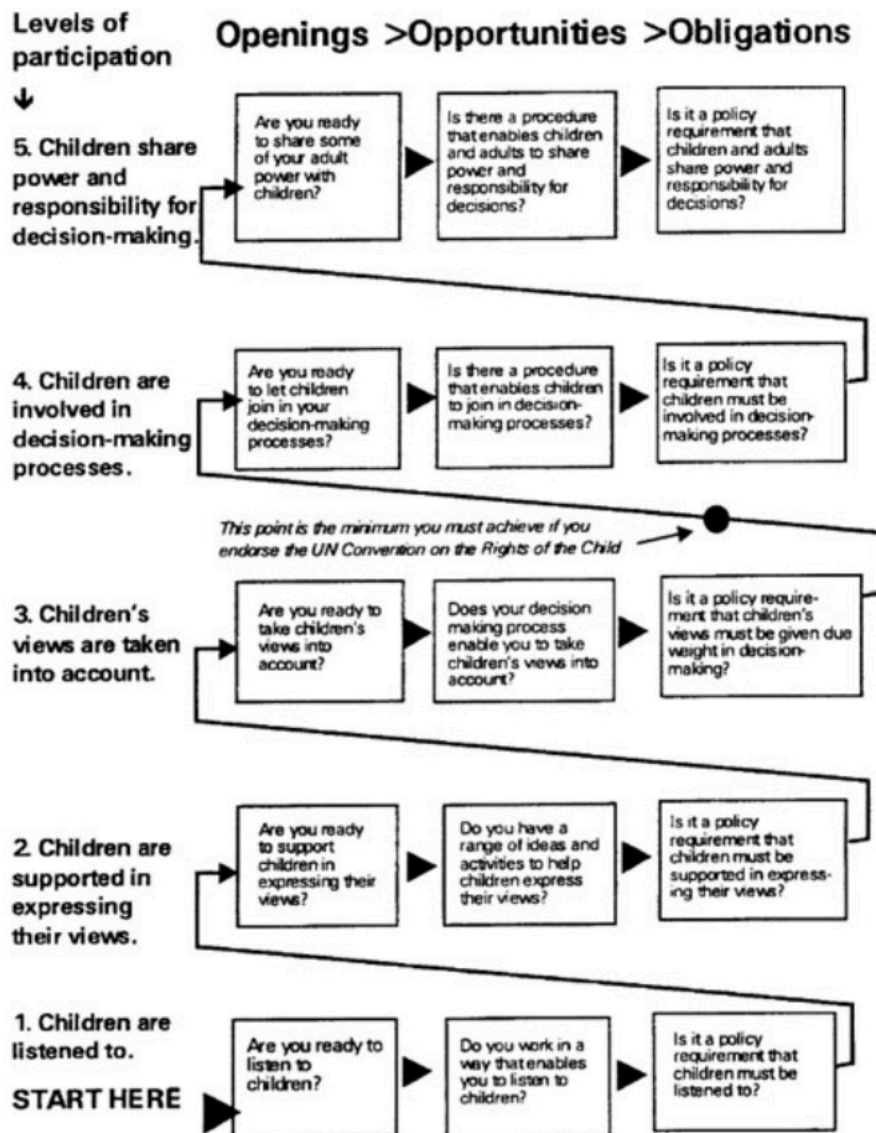 Levels of
participation
Openings >Opportunities >Obligations
5. Children share
power and
responsibility for
decision-making.
Are you ready
to share some
of your adult
power with
children?
Is there a procedure
that enables children
and adults to share
power and
responsibility for
decisions?
Is it a policy
requirement that
children and adults
share power and
responsibility for
decisions?
4. Children are
involved in
decision-making
processes.
Are you ready
to let children
join in your
decision-making
processes?
Is there a procedure
that enables children
to join in decision-
making processes?
Is it a policy
requirement that
children must be
involved in decision-
making processes?
This point is the minimum you must achieve if you
endorse the UN Convention on the Rights of the Child
3. Children's
views are taken
into account.
Are you ready to
take children's
views into
account?
Does your decision
making process
enable you to take
children's views into
account?
Is it a policy require-
ment that children's
views must be given due
weight in decision-
making?
2. Children are
supported in
expressing
their views.
Are you ready
to support
children in
expressing their
views?
Do you have a
range of ideas and
activities to help
children express
their views?
Is it a policy
requirement that
children must be
supported in express-
ing their views?
1. Children are
listened to.
START HERE
Are you ready to
listen to
children?
Do you work in a
way that enables
you to listen to
children?
Is it a policy
requirement that
children must be
listened to?